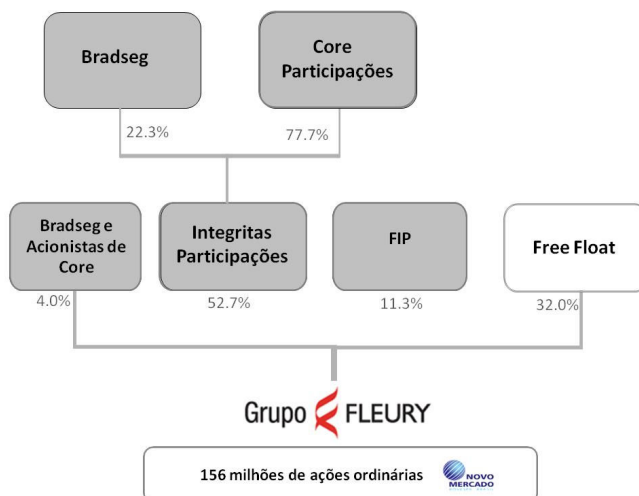 Bradseg
Core
Participações
22.3%
77.7%
Bradseg e
Acionistas de
Core
Integritas
Participações
FIP
Free Float
4.0%
52.7%
11.3%
32.0%
Grupo FLEURY
156 milhões de ações ordinárias
NOVO
MERCADO